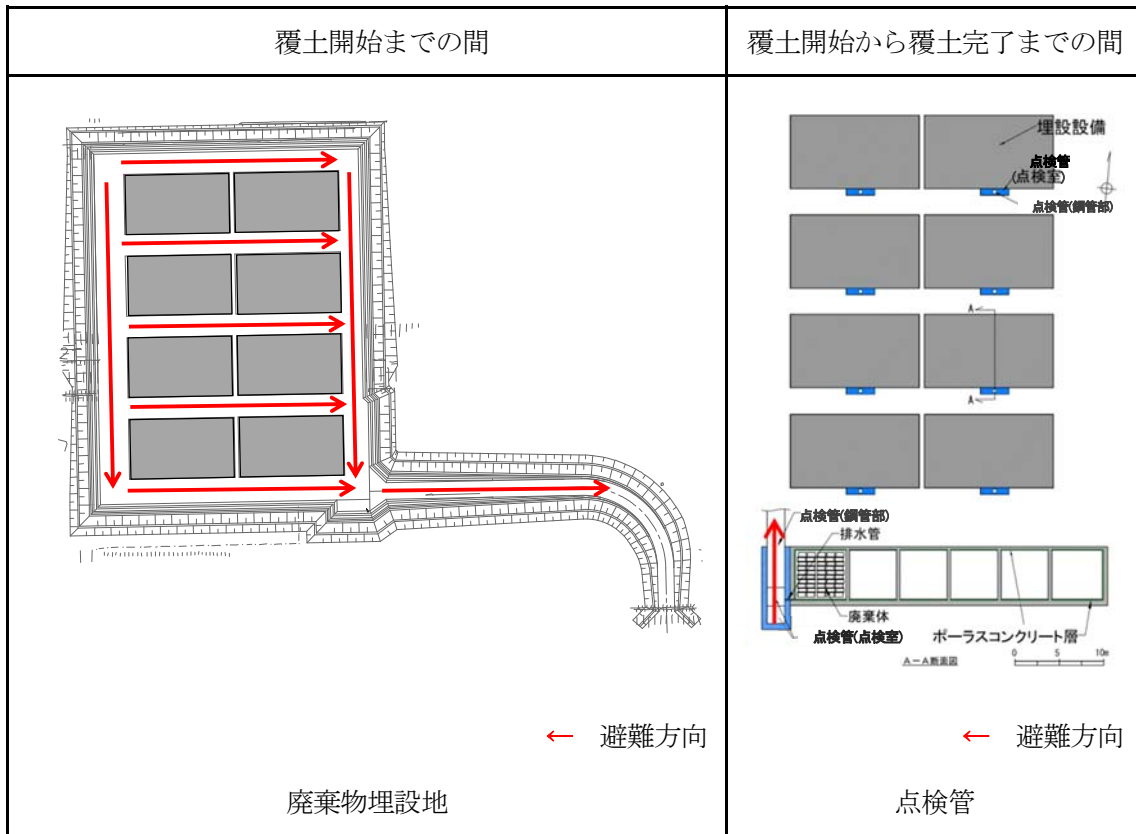 覆土開始までの間
覆土開始から覆土完了までの間
埋設設備
点検管
(点検室)
点検管(鋼管部)
A
A
点検管(鋼管部)
排水管
廃棄体
点検管(点検室)
ポーラスコンクリート層
A-A断面図
0 5 10m
← 避難方向
← 避難方向
廃棄物埋設地
点検管